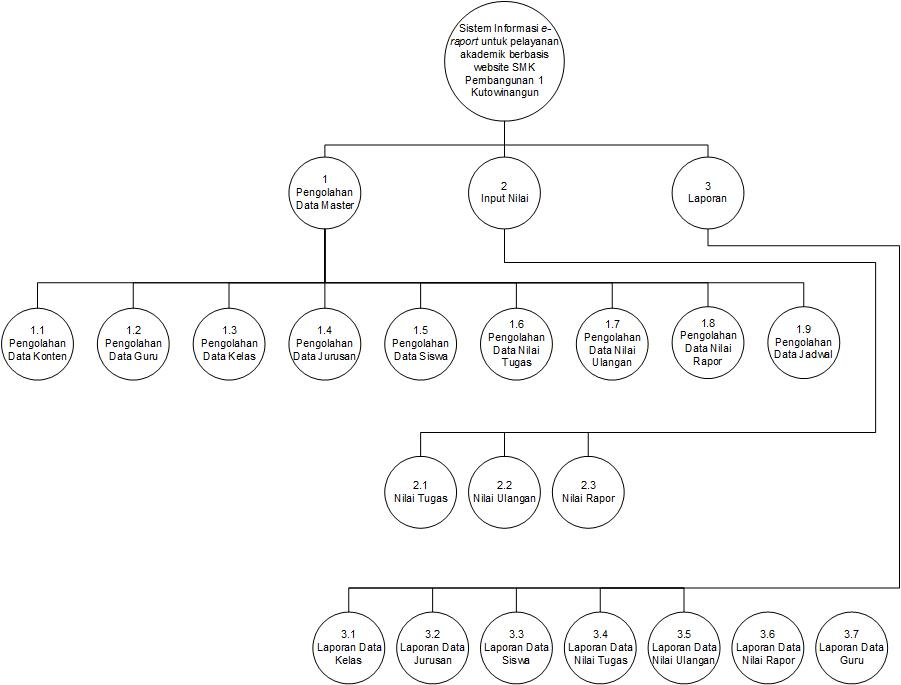 Sistem Informasi e-
raport untuk pelayanan
akademik berbasis
website SMK
Pembangunan 1
Kutowinangun
1
Pengolahan
Data Master
2
Input Nilai
3
Laporan
1.1
Pengolahan
Data Konten
1.2
Pengolahan
Data Guru
1.3
Pengolahan
Data Kelas
1.4
Pengolahan
Data Jurusan
1.5
Pengolahan
Data Siswa
1.6
Pengolahan
Data Nilai
Tugas
1.7
Pengolahan
Data Nilai
Ulangan
1.8
Pengolahan
Data Nilai
Rapor
1.9
Pengolahan
Data Jadwal
2.1
Nilai Tugas
2.2
Nilai Ulangan
2.3
Nilai Rapor
3.1
Laporan Data
Kelas
3.2
Laporan Data
Jurusan
3.3
Laporan Data
Siswa
3.4
Laporan Data
Nilai Tugas
3.5
Laporan Data
Nilai Ulangan
3.6
Laporan Data
Nilai Rapor
3.7
Laporan Data
Guru